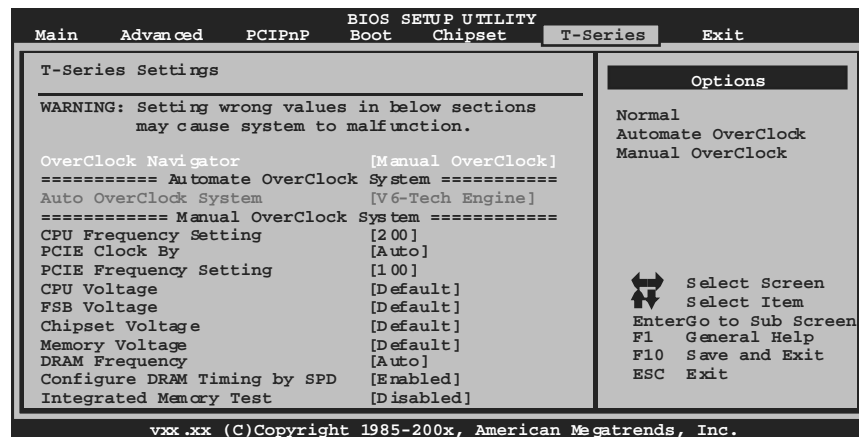 BIOS SETUP UTILITY
Main Advanced PCIPnP Boot Chipset T-Series Exit
T-Series Settings
WARNING: Setting wrong values in below sections
may cause system to malfunction.
OverClock Navigator [Manual OverClock]
=========== Automate OverClock System ===========
Auto OverClock System [V6-Tech Engine]
============ Manual OverClock System ============
CPU Frequency Setting [200]
PCIE Clock By [Auto]
PCIE Frequency Setting [100]
CPU Voltage [Default]
FSB Voltage [Default]
Chipset Voltage [Default]
Memory Voltage [Default]
DRAM Frequency [Auto]
Configure DRAM Timing by SPD [Enabled]
Integrated Memory Test [Disabled]
Options
Normal
Automate OverClock
Manual OverClock
Select Screen
Select Item
EnterGo to Sub Screen
F1 General Help
F10 Save and Exit
ESC Exit
vxx.xx (C)Copyright 1985-200x, American Megatrends, Inc.